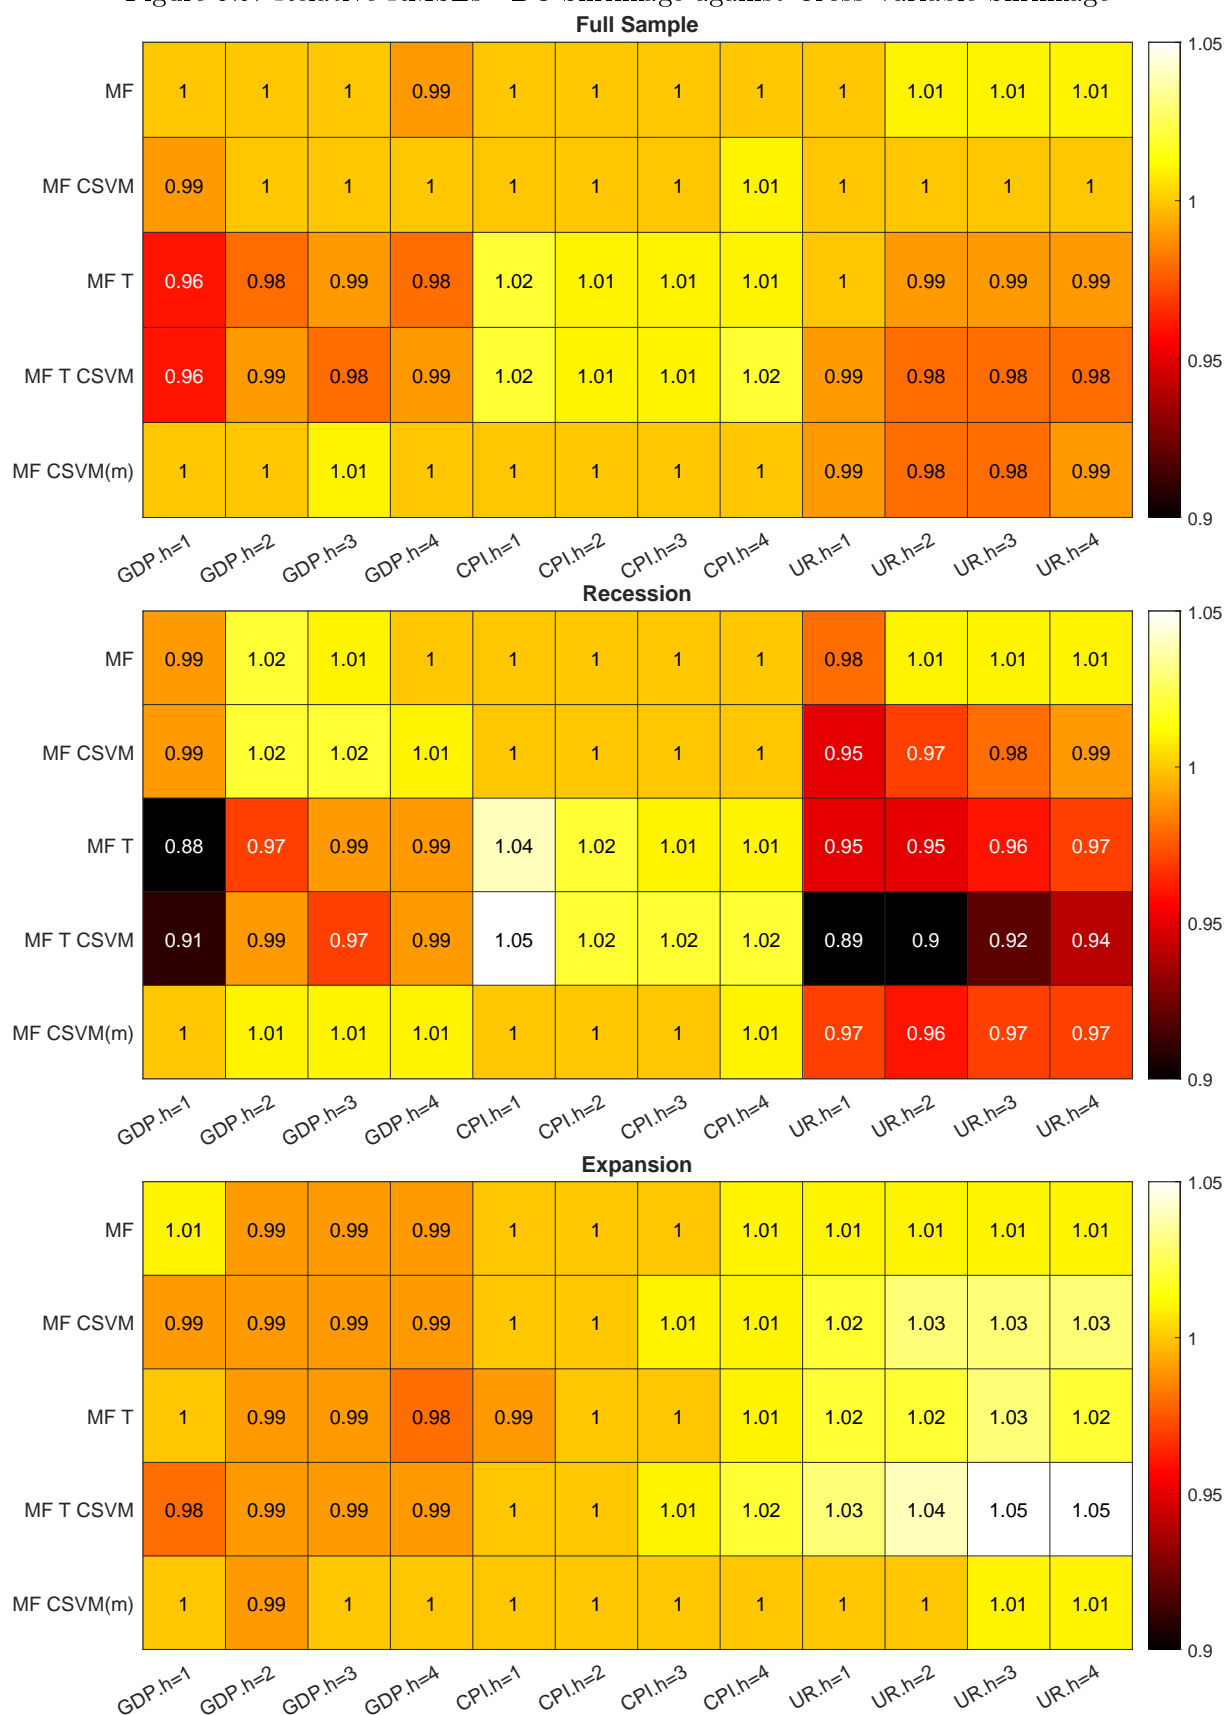 Full Sample
MF 1 1 1 0.99 1 1 1 1 1 1.01 1.01 1.01
MF CSVM 0.99 1 1 1 1 1 1 1.01 1 1 1 1
MF T 0.96 0.98 0.99 0.98 1.02 1.01 1.01 1.01 1 0.99 0.99 0.99
MF T CSVM 0.96 0.99 0.98 0.99 1.02 1.01 1.01 1.02 0.99 0.98 0.98 0.98
MF CSVM(m) 1 1 1.01 1 1 1 1 1 0.99 0.98 0.98 0.99
GDP.h=1 GDP.h=2 GDP.h=3 GDP.h=4 CPI.h=1 CPI.h=2 CPI.h=3 CPI.h=4 UR.h=1 UR.h=2 UR.h=3 UR.h=4
1.05
1
0.95
0.9
Recession
MF 0.99 1.02 1.01 1 1 1 1 1 0.98 1.01 1.01 1.01
MF CSVM 0.99 1.02 1.02 1.01 1 1 1 1 0.95 0.97 0.98 0.99
MF T 0.88 0.97 0.99 0.99 1.04 1.02 1.01 1.01 0.95 0.95 0.96 0.97
MF T CSVM 0.91 0.99 0.97 0.99 1.05 1.02 1.02 1.02 0.89 0.9 0.92 0.94
MF CSVM(m) 1 1.01 1.01 1.01 1 1 1 1.01 0.97 0.96 0.97 0.97
GDP.h=1 GDP.h=2 GDP.h=3 GDP.h=4 CPI.h=1 CPI.h=2 CPI.h=3 CPI.h=4 UR.h=1 UR.h=2 UR.h=3 UR.h=4
1.05
1
0.95
0.9
Expansion
MF 1.01 0.99 0.99 0.99 1 1 1 1.01 1.01 1.01 1.01 1.01
MF CSVM 0.99 0.99 0.99 0.99 1 1 1.01 1.01 1.02 1.03 1.03 1.03
MF T 1 0.99 0.99 0.98 0.99 1 1 1.01 1.02 1.02 1.03 1.02
MF T CSVM 0.98 0.99 0.99 0.99 1 1 1.01 1.02 1.03 1.04 1.05 1.05
MF CSVM(m) 1 0.99 1 1 1 1 1 1 1 1 1.01 1.01
GDP.h=1 GDP.h=2 GDP.h=3 GDP.h=4 CPI.h=1 CPI.h=2 CPI.h=3 CPI.h=4 UR.h=1 UR.h=2 UR.h=3 UR.h=4
1.05
1
0.95
0.9